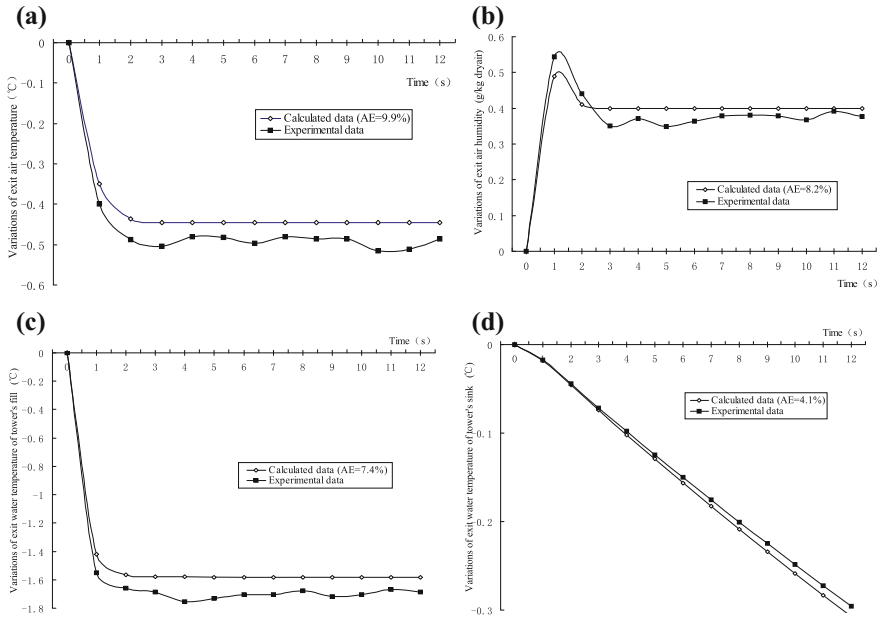 (a)
0
0 1 2 3 4 5 6 7 8 9 10 11 12
Time（s）
−0.1
−0.2
−0.3
−0.4
−0.5
−0.6
Variations of exit air temperature（℃）
Calculated data (AE=9.9%)
Experimental data
(b)
0.6
0.5
0.4
0.3
0.2
0.1
0
0 1 2 3 4 5 6 7 8 9 10 11 12
Time（s）
Variations of exit air humidity (g/kg dryair)
Calculated data (AE=8.2%)
Experimental data
(c)
Time（s）
0
0 1 2 3 4 5 6 7 8 9 10 11 12
−0.2
−0.4
−0.6
−0.8
−1
−1.2
−1.4
−1.6
−1.8
Variations of exit water temperature of tower's fill（℃）
Calculated data (AE=7.4%)
Experimental data
(d)
Time（s）
0
0 1 2 3 4 5 6 7 8 9 10 11 12
−0.1
−0.2
−0.3
Variations of exit water temperature of tower's sink（℃）
Calculated data (AE=4.1%)
Experimental data